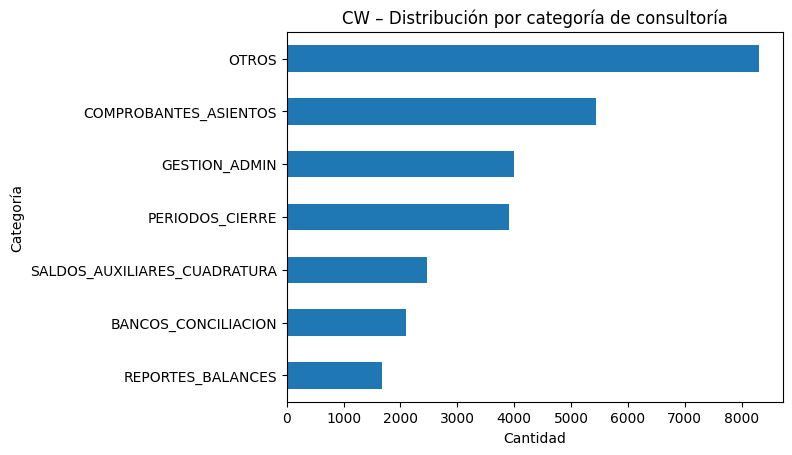 CW – Distribución por categoría de consultoría
Categoría
OTROS
COMPROBANTES_ASIENTOS
GESTION_ADMIN
PERIODOS_CIERRE
SALDOS_AUXILIARES_CUADRATURA
BANCOS_CONCILIACION
REPORTES_BALANCES
0 1000 2000 3000 4000 5000 6000 7000 8000
Cantidad